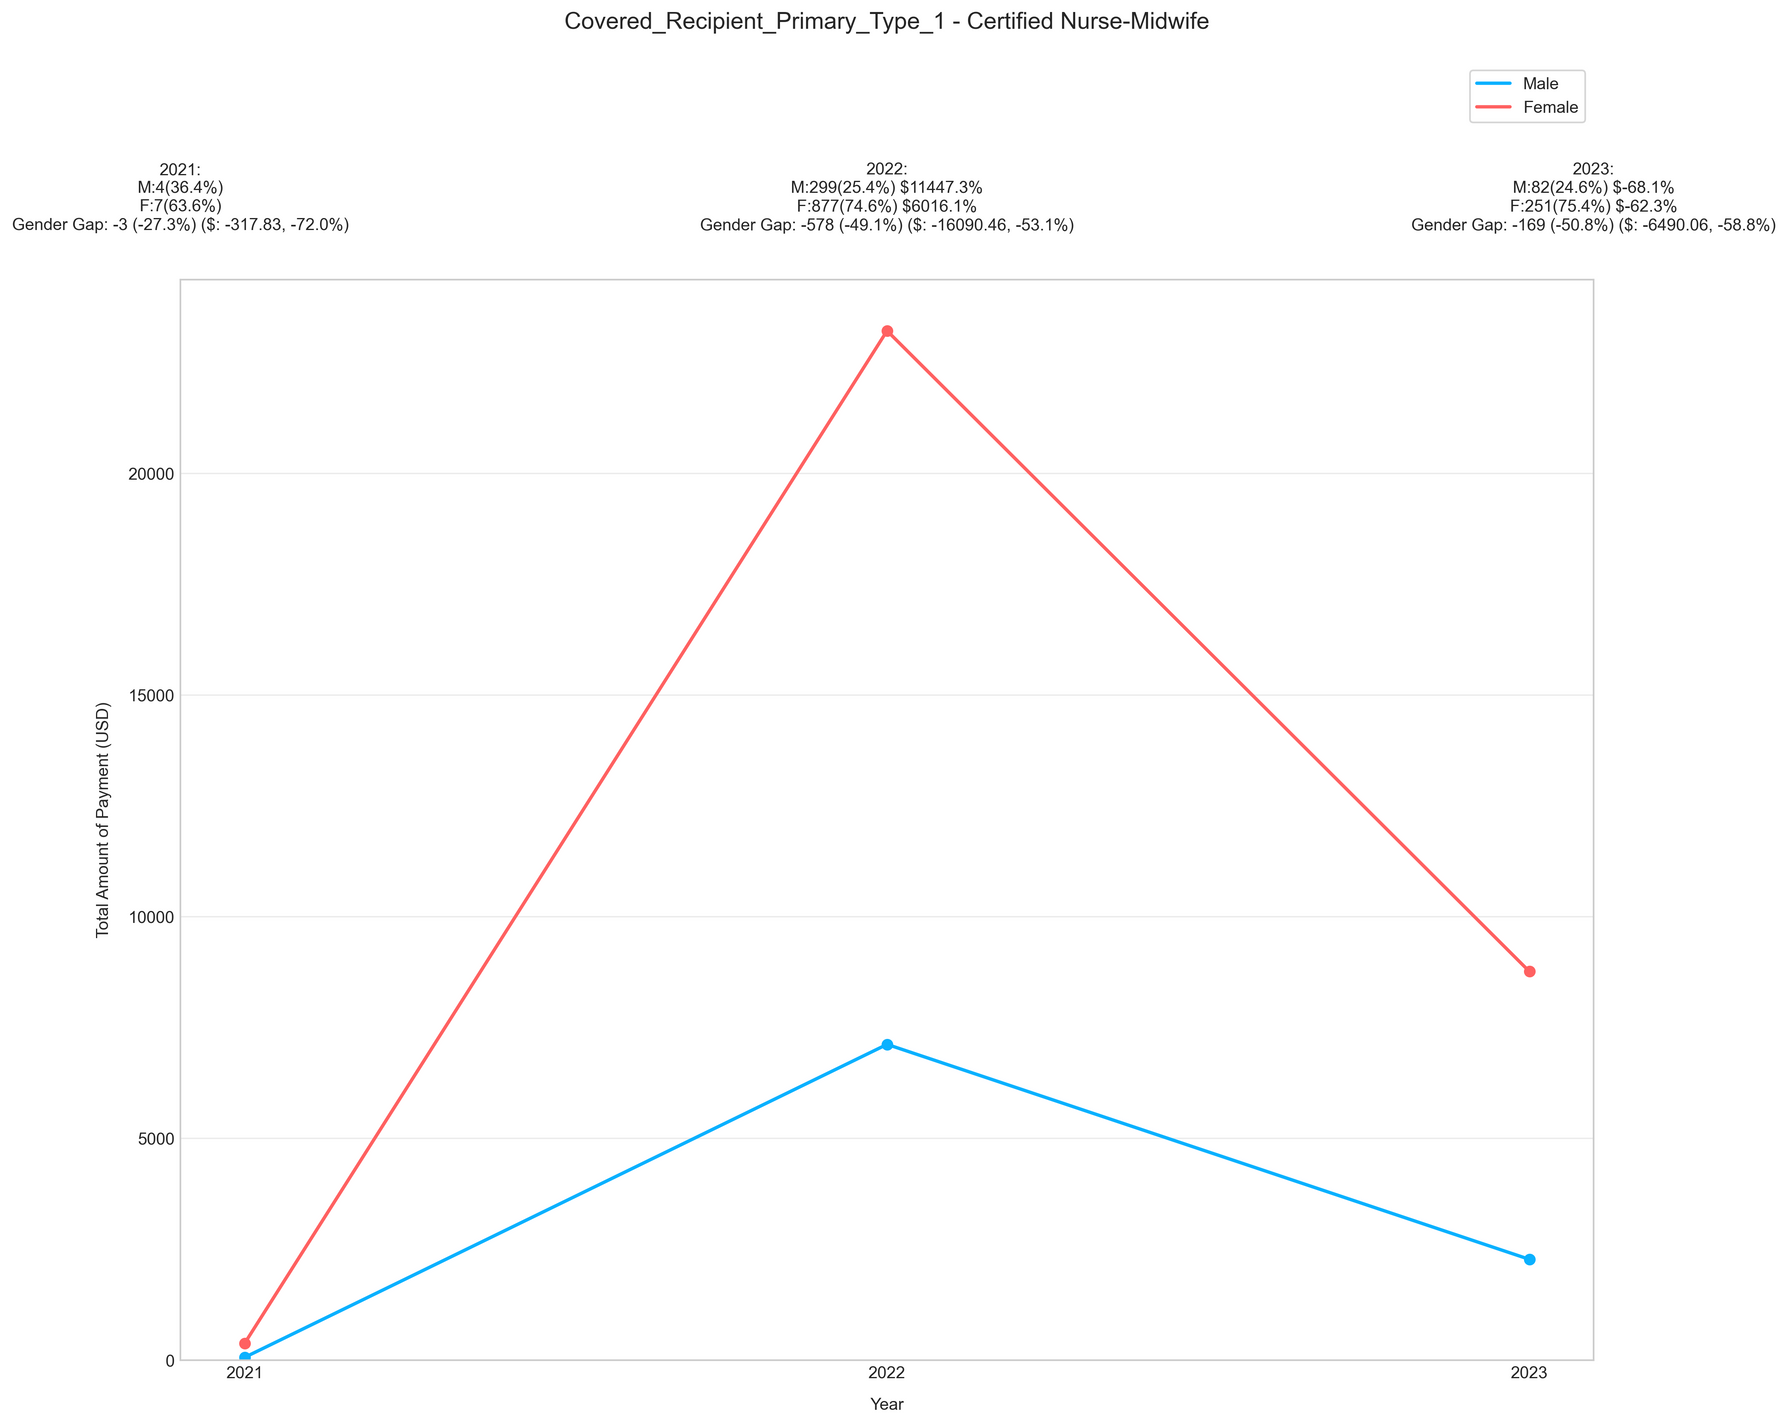 Covered_Recipient_Primary_Type_1 - Certified Nurse-Midwife
Male
Female
2021:
M:4(36.4%)
F:7(63.6%)
Gender Gap: -3 (-27.3%) ($: -317.83, -72.0%)
2022:
M:299(25.4%) $11447.3%
F:877(74.6%) $6016.1%
Gender Gap: -578 (-49.1%) ($: -16090.46, -53.1%)
2023:
M:82(24.6%) $-68.1%
F:251(75.4%) $-62.3%
Gender Gap: -169 (-50.8%) ($: -6490.06, -58.8%)
Total Amount of Payment (USD)
20000
15000
10000
5000
0
2021
2022
2023
Year